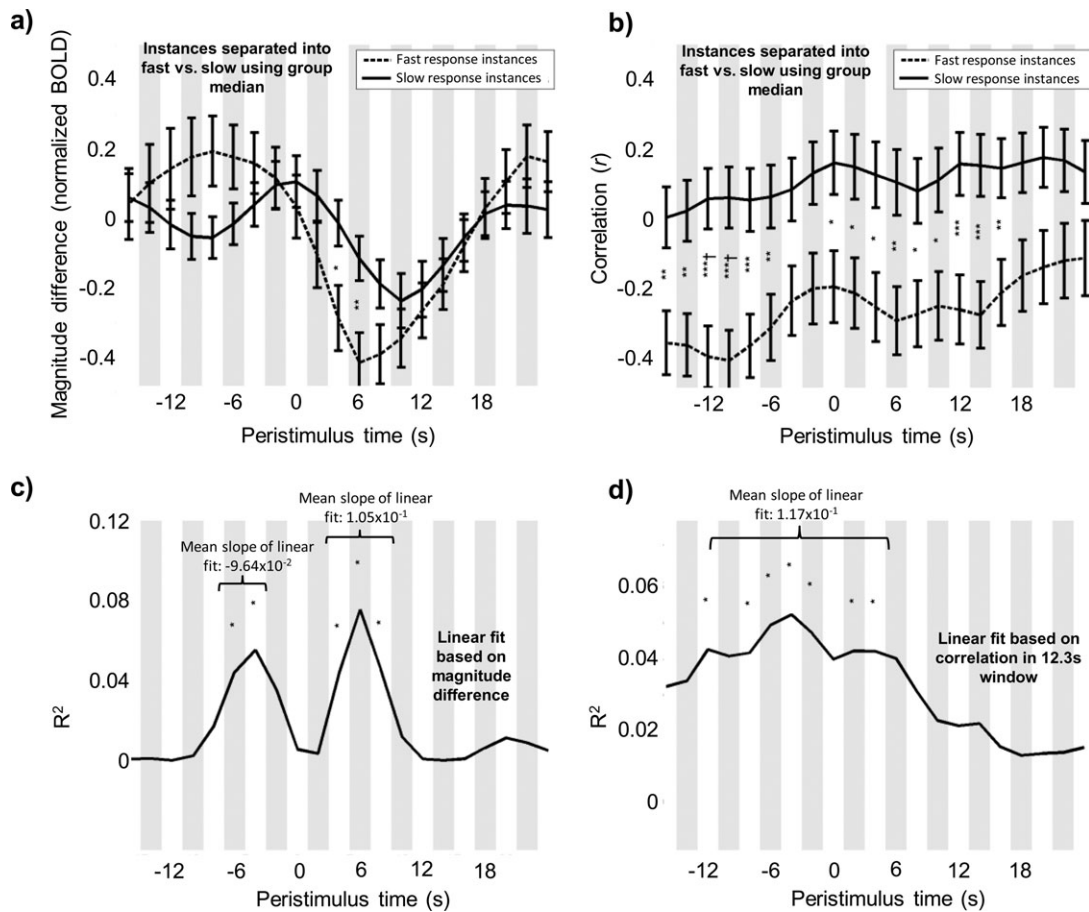 a)
Magnitude difference (normalized BOLD)
Instances separated into
fast vs. slow using group
median
Fast response instances
Slow response instances
0.4
0.2
0
-0.2
-0.4
*
**
-12 -6 0 6 12 18
Peristimulus time (s)
b)
Correlation (r)
Instances separated into
fast vs. slow using group
median
Fast response instances
Slow response instances
0.4
0.2
0
-0.2
-0.4
** ** ***† ***† *** ** * * * ** * * *** *** **
-12 -6 0 6 12 18
Peristimulus time (s)
c)
R²
Mean slope of linear
fit: -9.64x10⁻²
Mean slope of linear
fit: 1.05x10⁻¹
0.12
0.08
0.04
0
* * * * *
Linear fit
based on
magnitude
difference
-12 -6 0 6 12 18
Peristimulus time (s)
d)
R²
Mean slope of linear
fit: 1.17x10⁻¹
0.06
0.04
0.02
0
* * * * * * *
Linear fit based on
correlation in 12.3s
window
-12 -6 0 6 12 18
Peristimulus time (s)